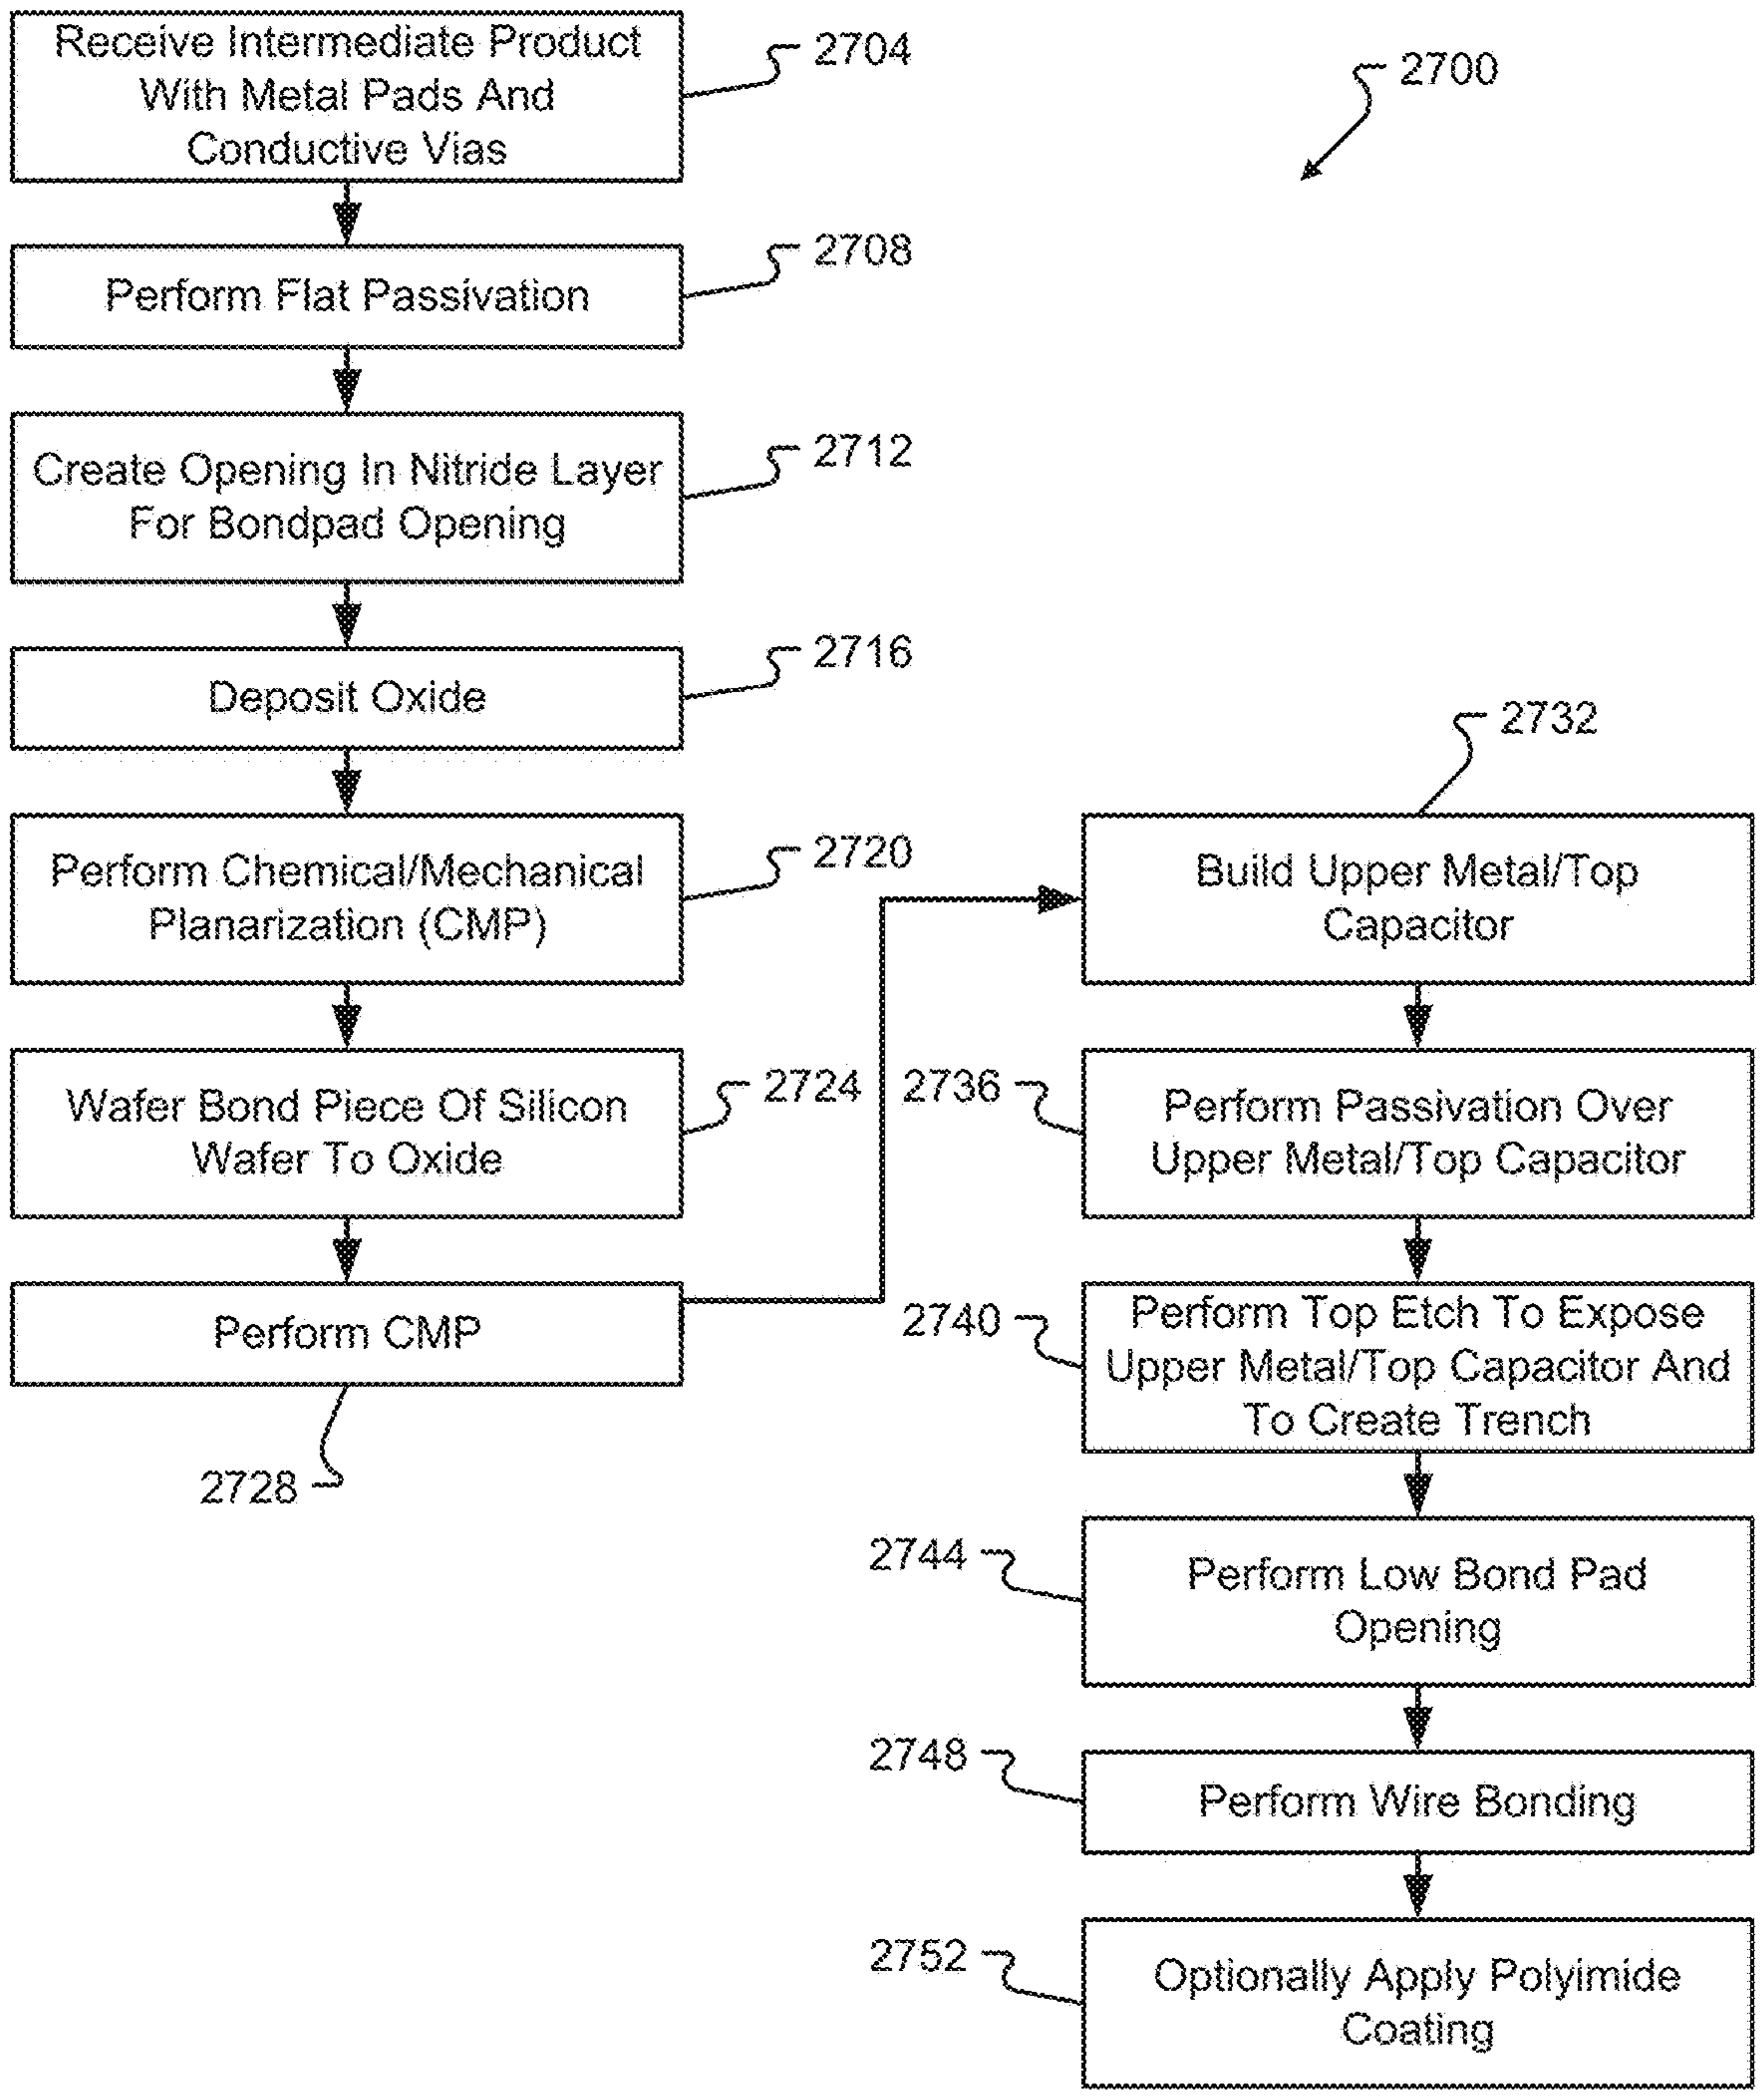 Receive Intermediate Product
With Metal Pads And
Conductive Vias
2704
2700
Perform Flat Passivation
2708
Create Opening In Nitride Layer
For Bondpad Opening
2712
Deposit Oxide
2716
Perform Chemical/Mechanical
Planarization (CMP)
2720
Wafer Bond Piece Of Silicon
Wafer To Oxide
2724
Perform CMP
2728
2732
Build Upper Metal/Top
Capacitor
2736
Perform Passivation Over
Upper Metal/Top Capacitor
2740
Perform Top Etch To Expose
Upper Metal/Top Capacitor And
To Create Trench
2744
Perform Low Bond Pad
Opening
2748
Perform Wire Bonding
2752
Optionally Apply Polyimide
Coating